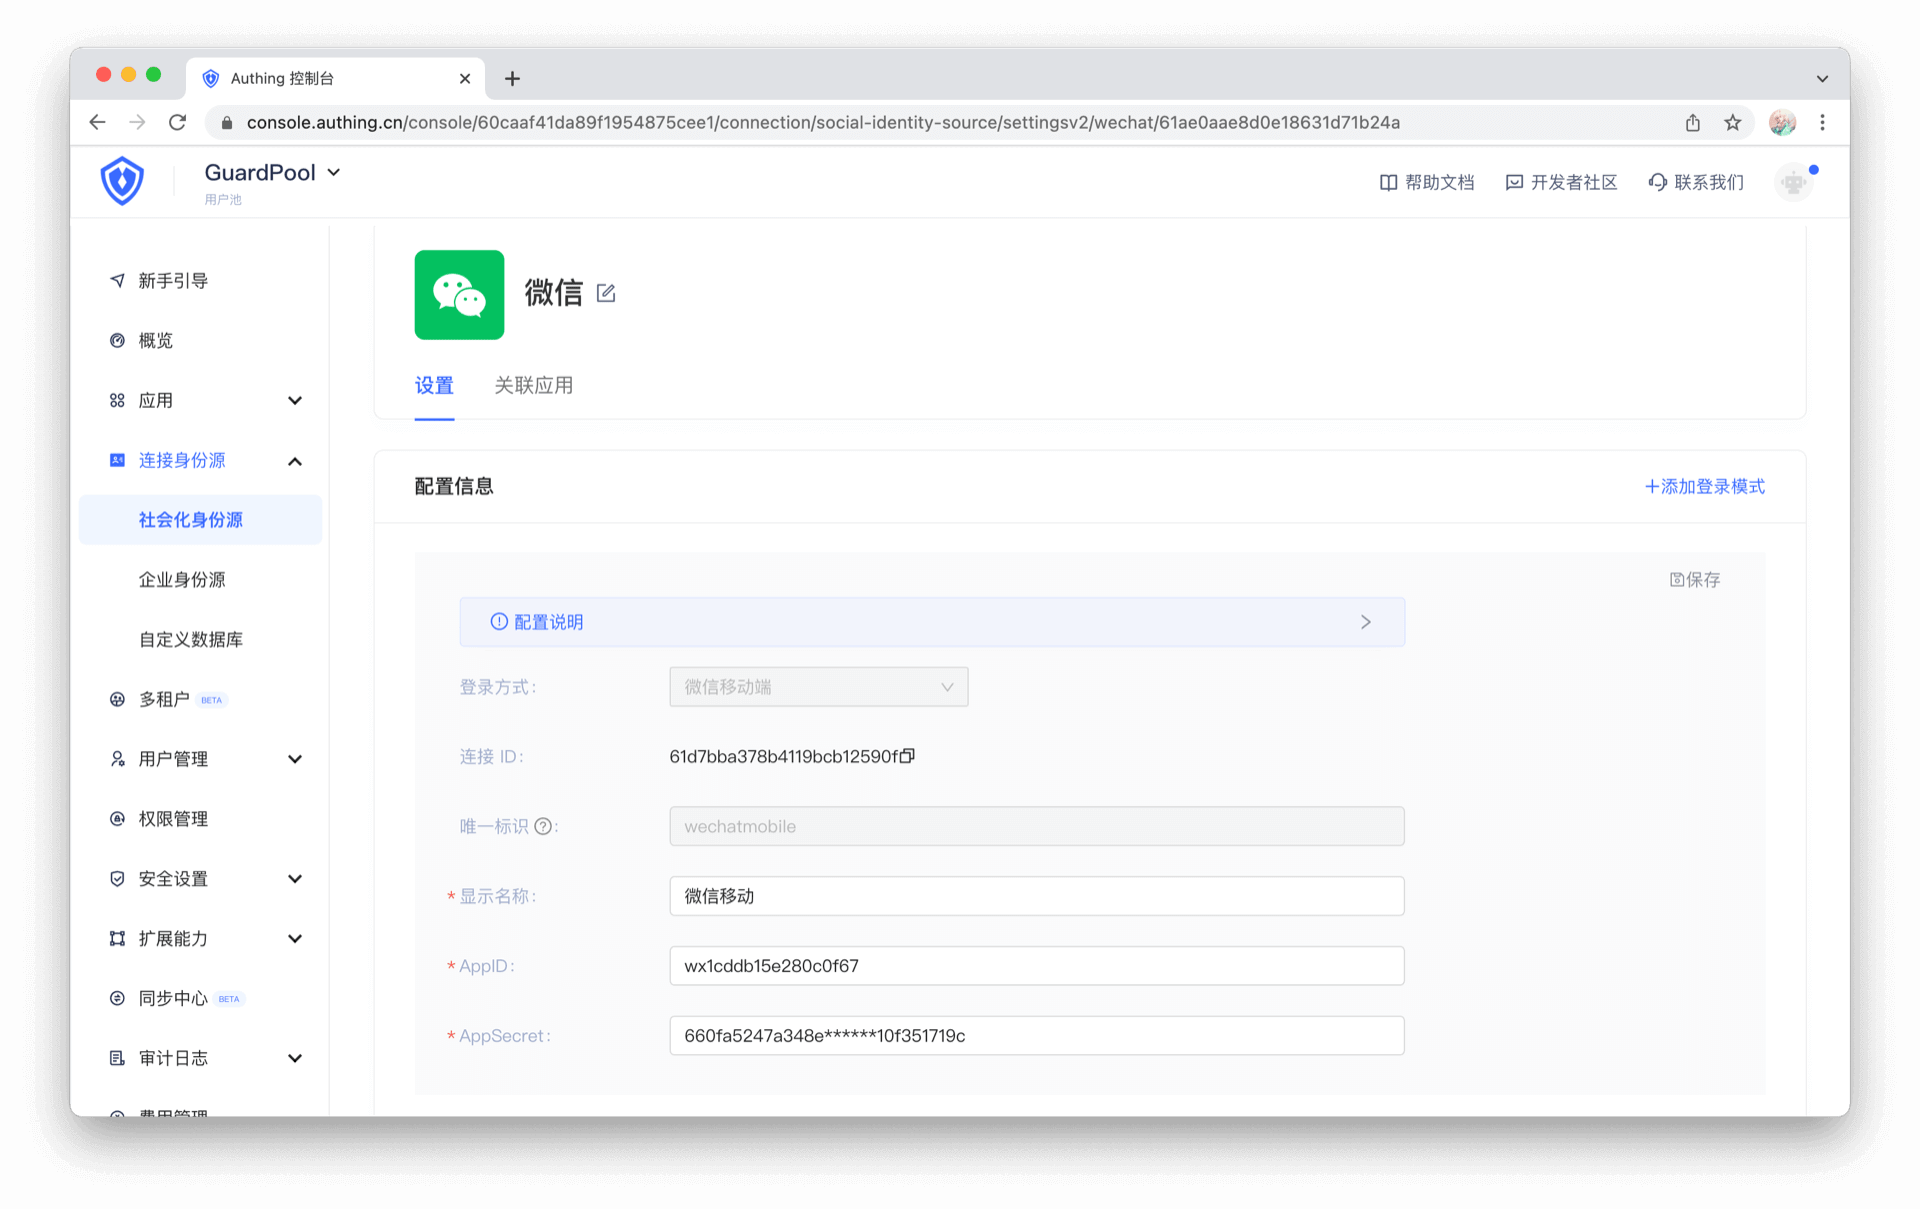 Authing 控制台
console.authing.cn/console/60caaf41da89f1954875cee1/connection/social-identity-source/settingsv2/wechat/61ae0aae8d0e18631d71b24a
GuardPool
用户池
帮助文档
开发者社区
联系我们
新手引导
概览
应用
连接身份源
社会化身份源
企业身份源
自定义数据库
多租户 BETA
用户管理
权限管理
安全设置
扩展能力
同步中心 BETA
审计日志
费用管理
微信
设置
关联应用
配置信息
+添加登录模式
保存
配置说明
登录方式:
微信移动端
连接 ID:
61d7bba378b4119bcb12590f
唯一标识 ?:
wechatmobile
* 显示名称:
微信移动
* AppID:
wx1cddb15e280c0f67
* AppSecret:
660fa5247a348e******10f351719c